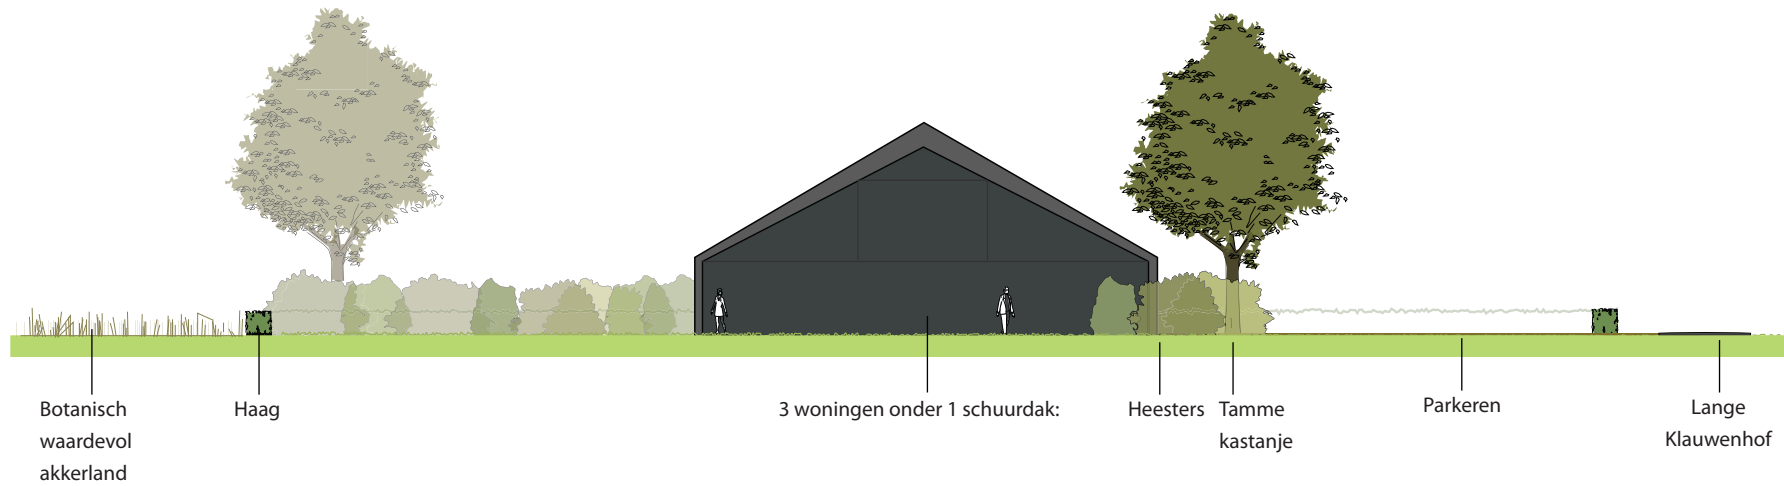 Botanisch
waardevol
akkerland
Haag
3 woningen onder 1 schuurdak:
Heesters
Tamme
kastanje
Parkeren
Lange
Klauwenhof